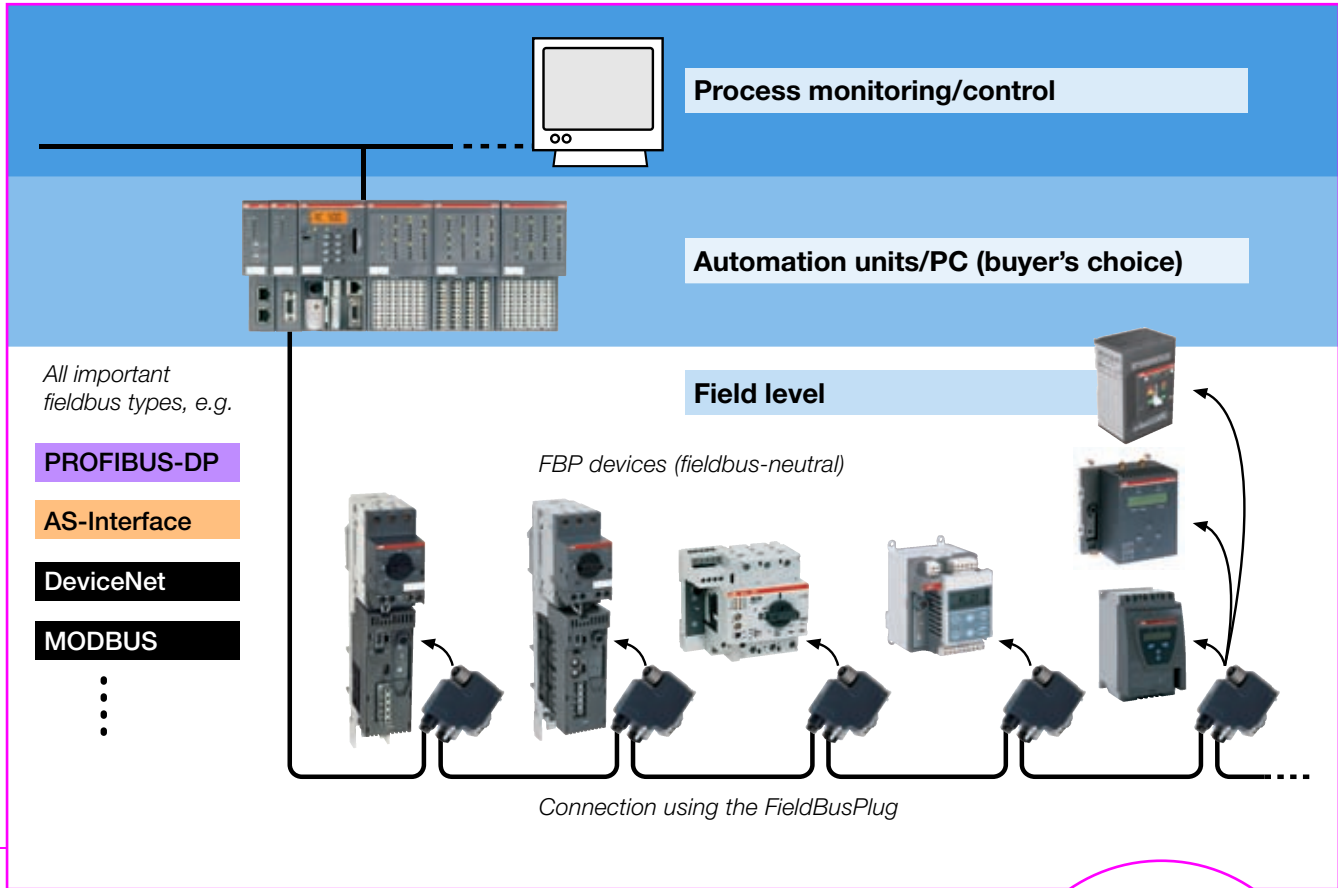 Process monitoring/control
Automation units/PC (buyer's choice)
All important
fieldbus types, e.g.
Field level
PROFIBUS-DP
FBP devices (fieldbus-neutral)
AS-Interface
DeviceNet
MODBUS
Connection using the FieldBusPlug